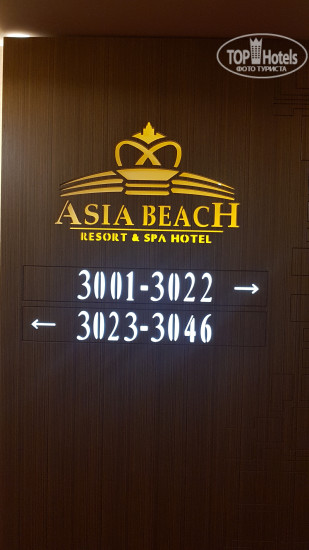 TOP Hotels
ФОТО ТУРИСТА
ASIA BEACH
RESORT & SPA HOTEL
3001-3022 →
← 3023-3046